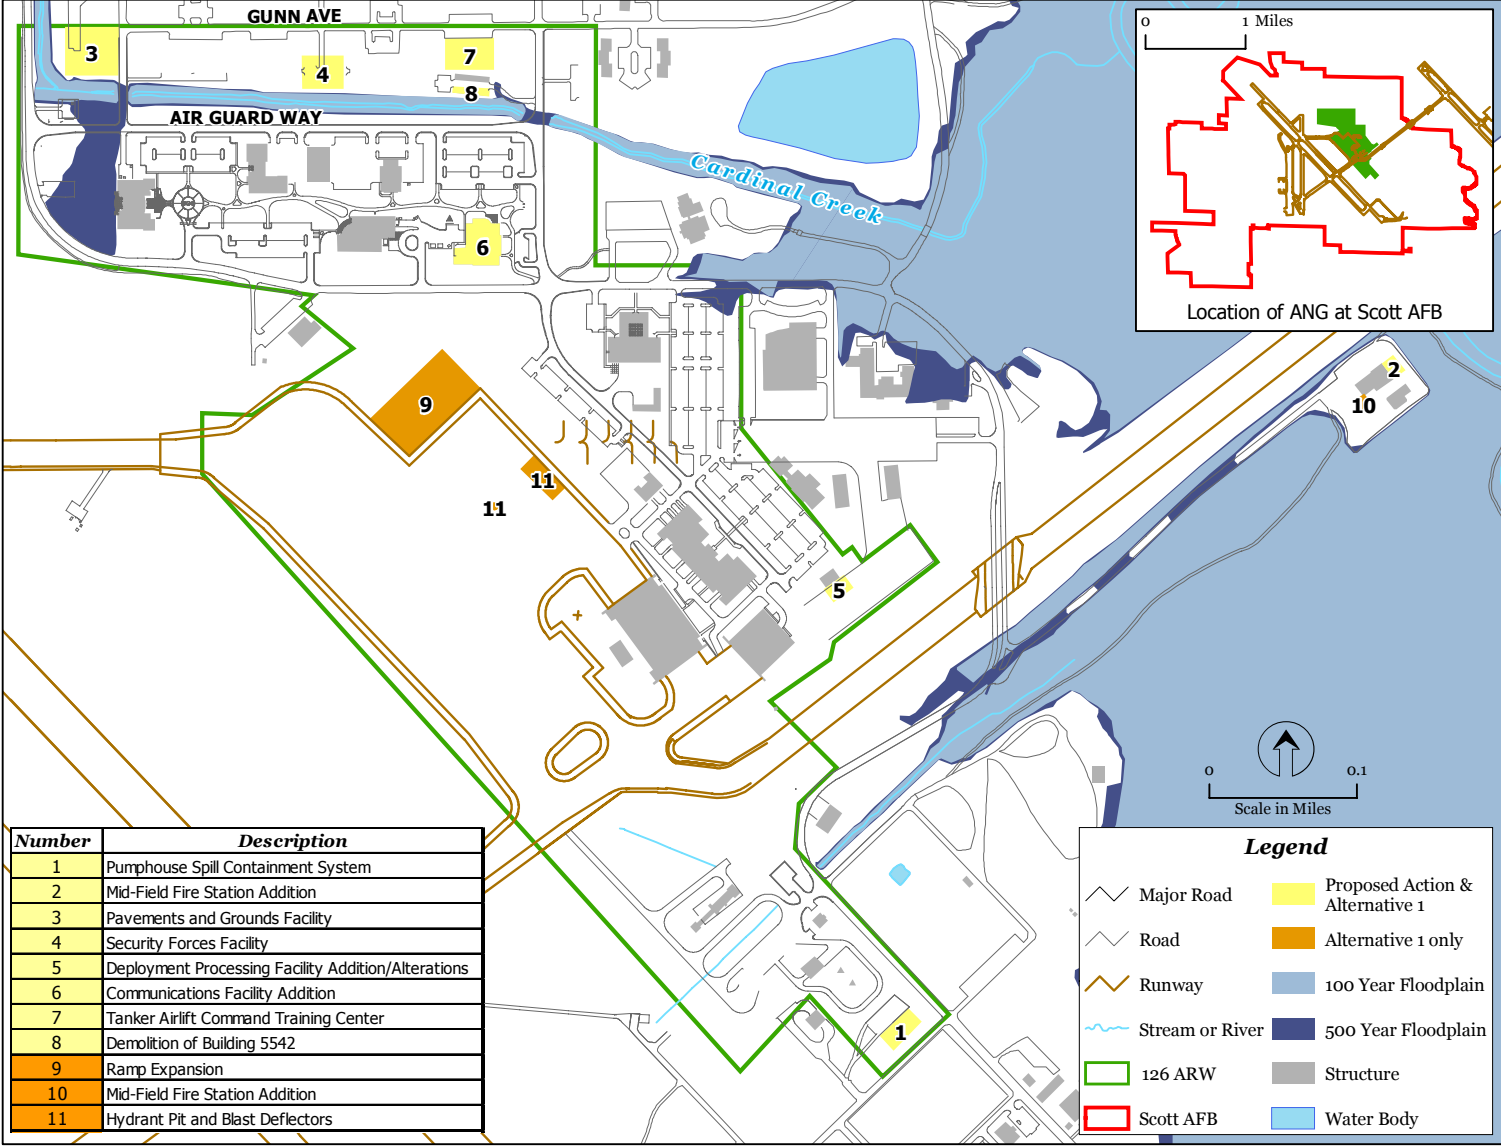 GUNN AVE
3
4
7
8
AIR GUARD WAY
Cardinal Creek
6
0 1 Miles
Location of ANG at Scott AFB
2
10
9
11
11
5
1
0 0.1
Scale in Miles
Number Description
1 Pumphouse Spill Containment System
2 Mid-Field Fire Station Addition
3 Pavements and Grounds Facility
4 Security Forces Facility
5 Deployment Processing Facility Addition/Alterations
6 Communications Facility Addition
7 Tanker Airlift Command Training Center
8 Demolition of Building 5542
9 Ramp Expansion
10 Mid-Field Fire Station Addition
11 Hydrant Pit and Blast Deflectors
Legend
Major Road
Road
Runway
Stream or River
126 ARW
Scott AFB
Proposed Action &
Alternative 1
Alternative 1 only
100 Year Floodplain
500 Year Floodplain
Structure
Water Body